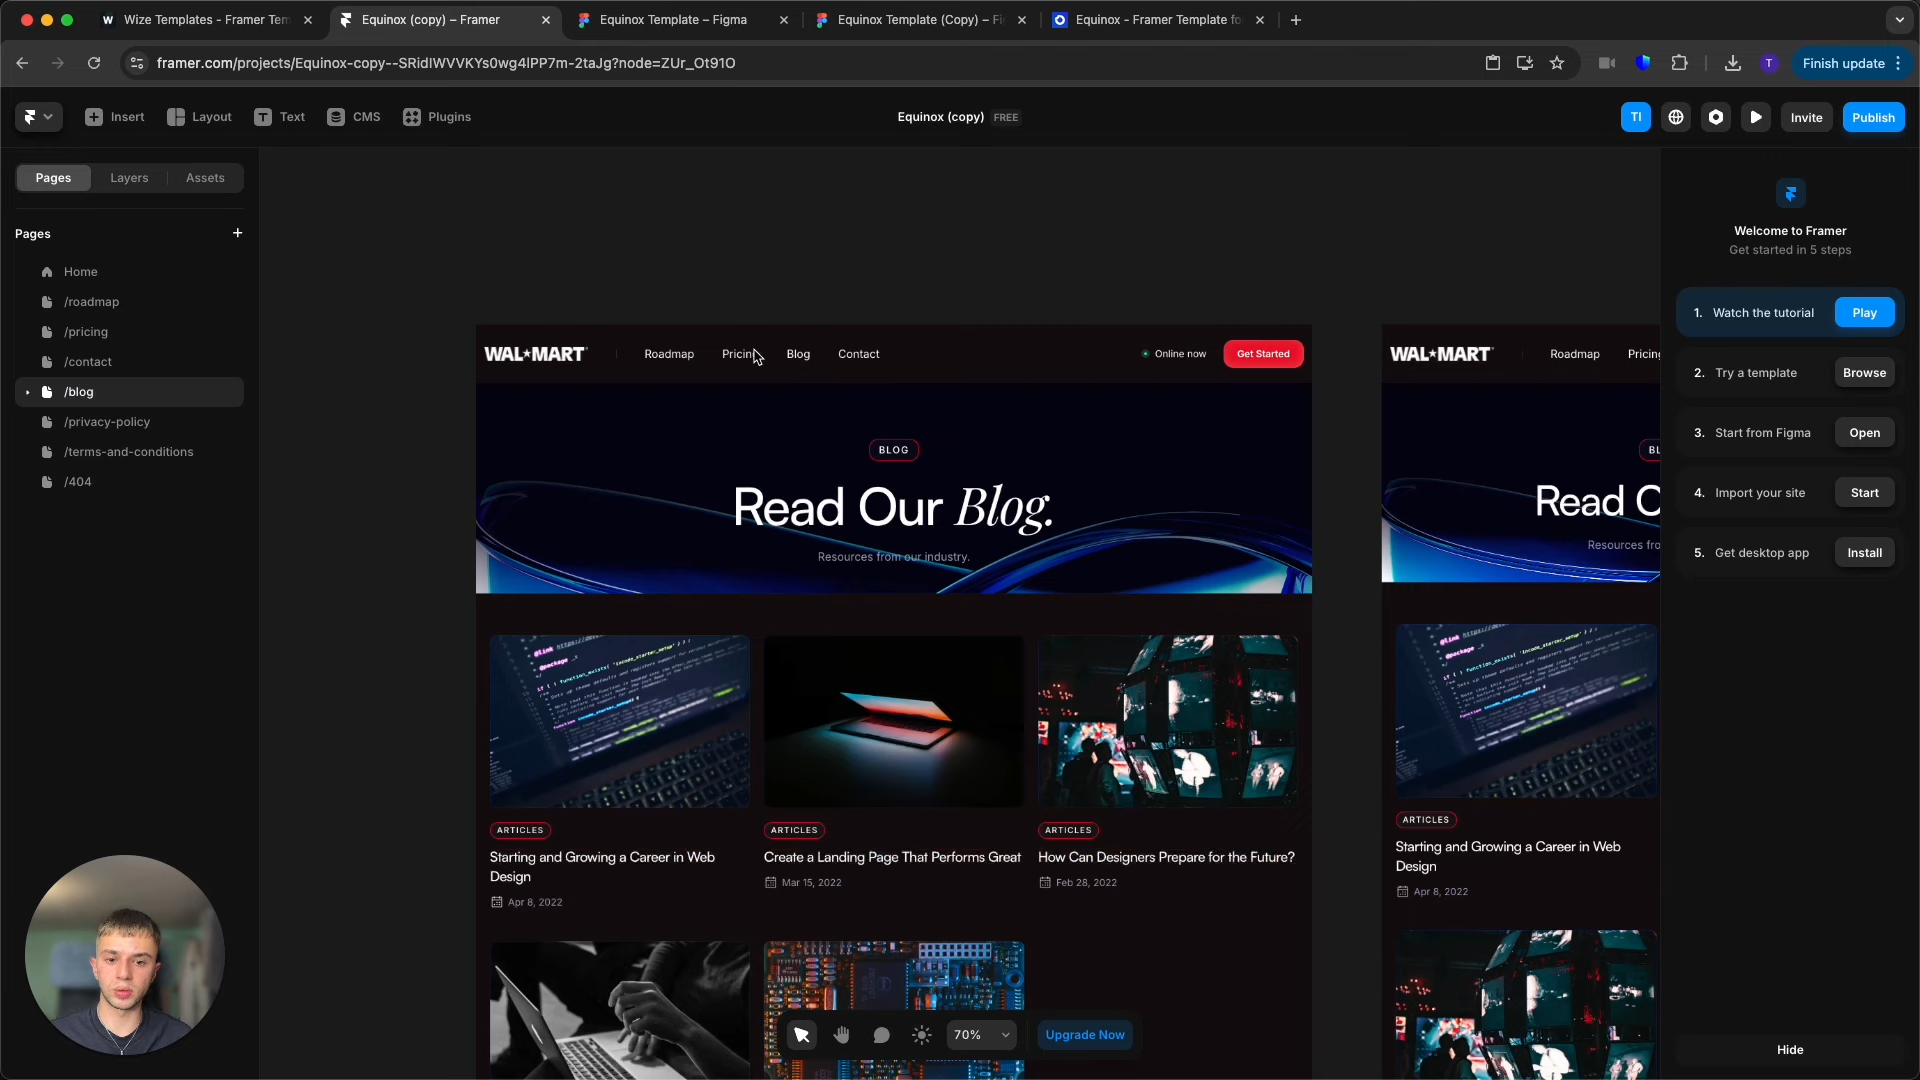 Wize Templates - Framer Tem
Equinox (copy) – Framer
Equinox Template – Figma
Equinox Template (Copy) – Fi
Equinox - Framer Template fo
framer.com/projects/Equinox-copy--SRidIWVVKYs0wg4lPP7m-2taJg?node=ZUr_Ot91O
T
Finish update
Insert
Layout
Text
CMS
Plugins
Equinox (copy)
FREE
TI
Invite
Publish
Pages
Layers
Assets
Pages
Home
/roadmap
/pricing
/contact
/blog
/privacy-policy
/terms-and-conditions
/404
WAL★MART
Roadmap
Pricing
Blog
Contact
Online now
Get Started
BLOG
Read Our Blog.
Resources from our industry.
ARTICLES
Starting and Growing a Career in Web
Design
Apr 8, 2022
ARTICLES
Create a Landing Page That Performs Great
Mar 15, 2022
ARTICLES
How Can Designers Prepare for the Future?
Feb 28, 2022
WAL★MART
Roadmap
Pricing
BL
Read O
Resources fro
ARTICLES
Starting and Growing a Career in Web
Design
Apr 8, 2022
70%
Upgrade Now
Welcome to Framer
Get started in 5 steps
1. Watch the tutorial
Play
2. Try a template
Browse
3. Start from Figma
Open
4. Import your site
Start
5. Get desktop app
Install
Hide